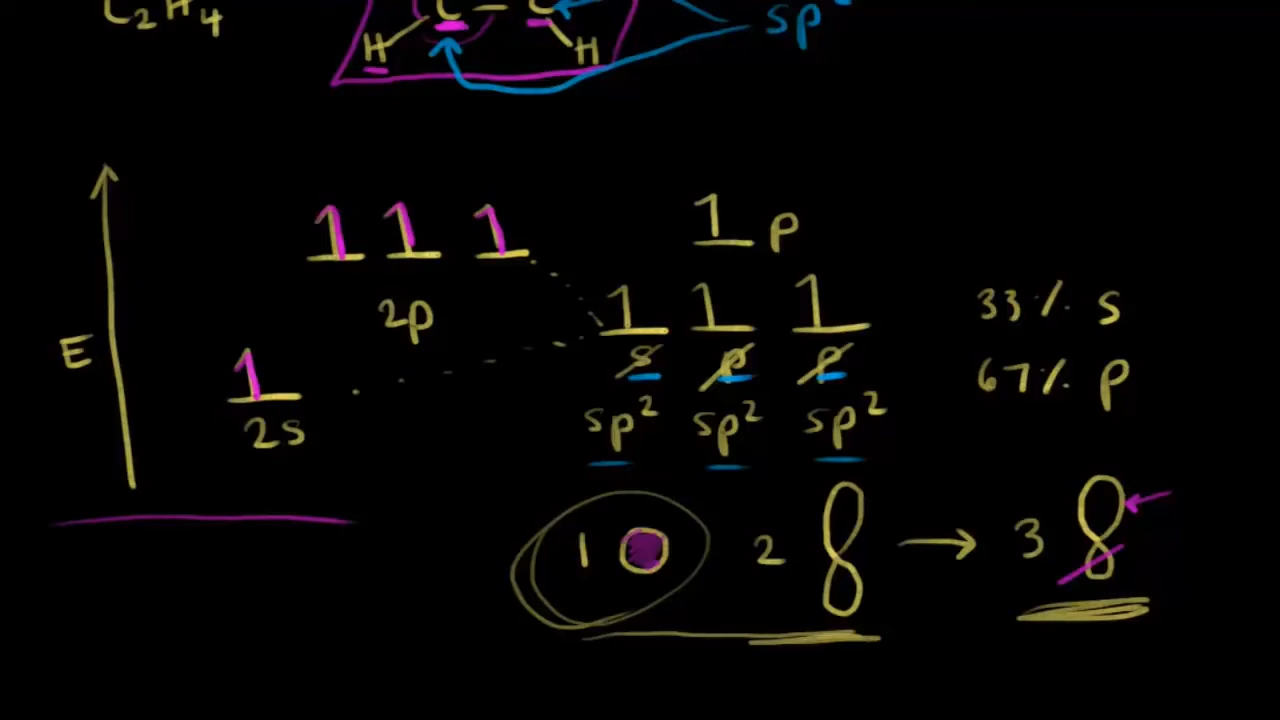 C₂H₄
C — C
sp²
H H
1 1 1
1 p
2p
1 1 1
33% s
E
1
s p p
67% p
2s
sp² sp² sp²
1 2 → 3